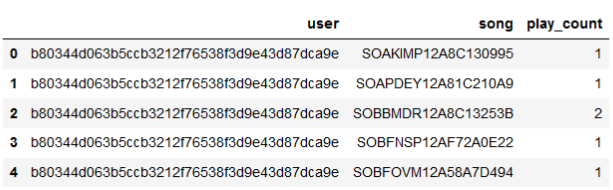 user song play_count
0 b80344d063b5ccb3212f76538f3d9e43d87dca9e SOAKIMP12A8C130995 1
1 b80344d063b5ccb3212f76538f3d9e43d87dca9e SOAPDEY12A81C210A9 1
2 b80344d063b5ccb3212f76538f3d9e43d87dca9e SOBBMDR12A8C13253B 2
3 b80344d063b5ccb3212f76538f3d9e43d87dca9e SOBFNSP12AF72A0E22 1
4 b80344d063b5ccb3212f76538f3d9e43d87dca9e SOBFOVM12A58A7D494 1